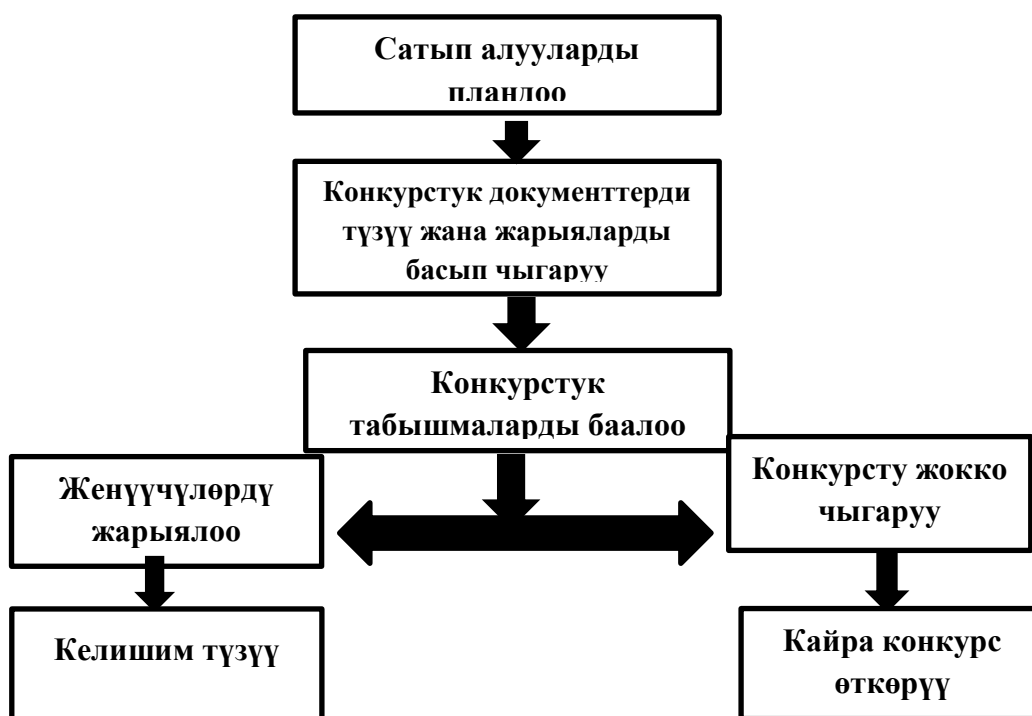 Сатып алууларды
пландоо
Конкурстук документтерди
түзүү жана жарыяларды
басып чыгаруу
Конкурстук
табышмаларды баалоо
Женүүчүлөрдү
жарыялоо
Конкурсту жокко
чыгаруу
Келишим түзүү
Кайра конкурс
өткөрүү